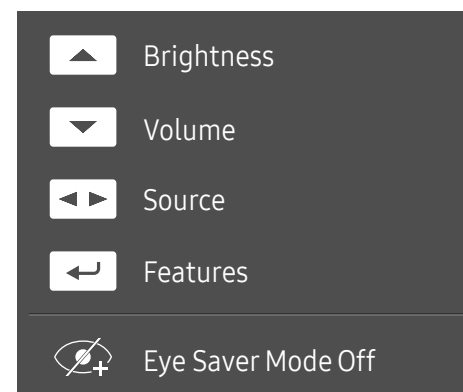 Brightness
Volume
Source
Features
Eye Saver Mode Off